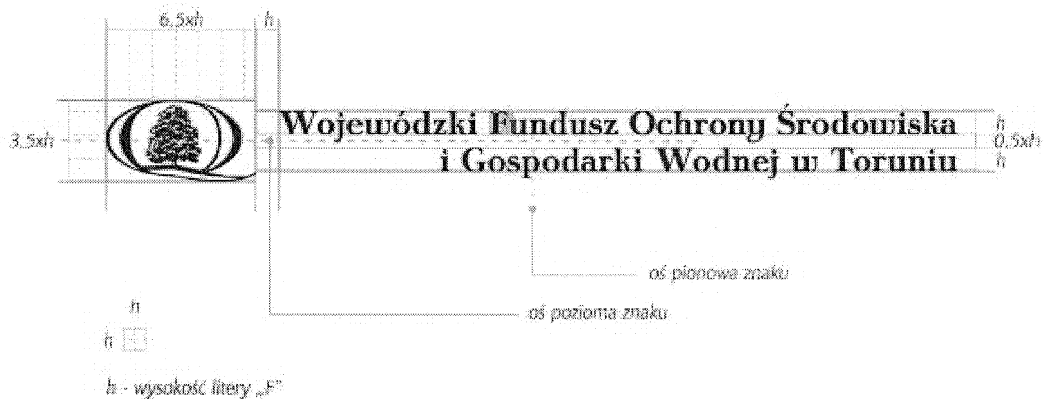 6,5xh h
Wojewódzki Fundusz Ochrony Środowiska h
3,5xh 0,5xh
i Gospodarki Wodnej w Toruniu h
oś pionowa znaku
h
oś pozioma znaku
h
h - wysokość litery „F”